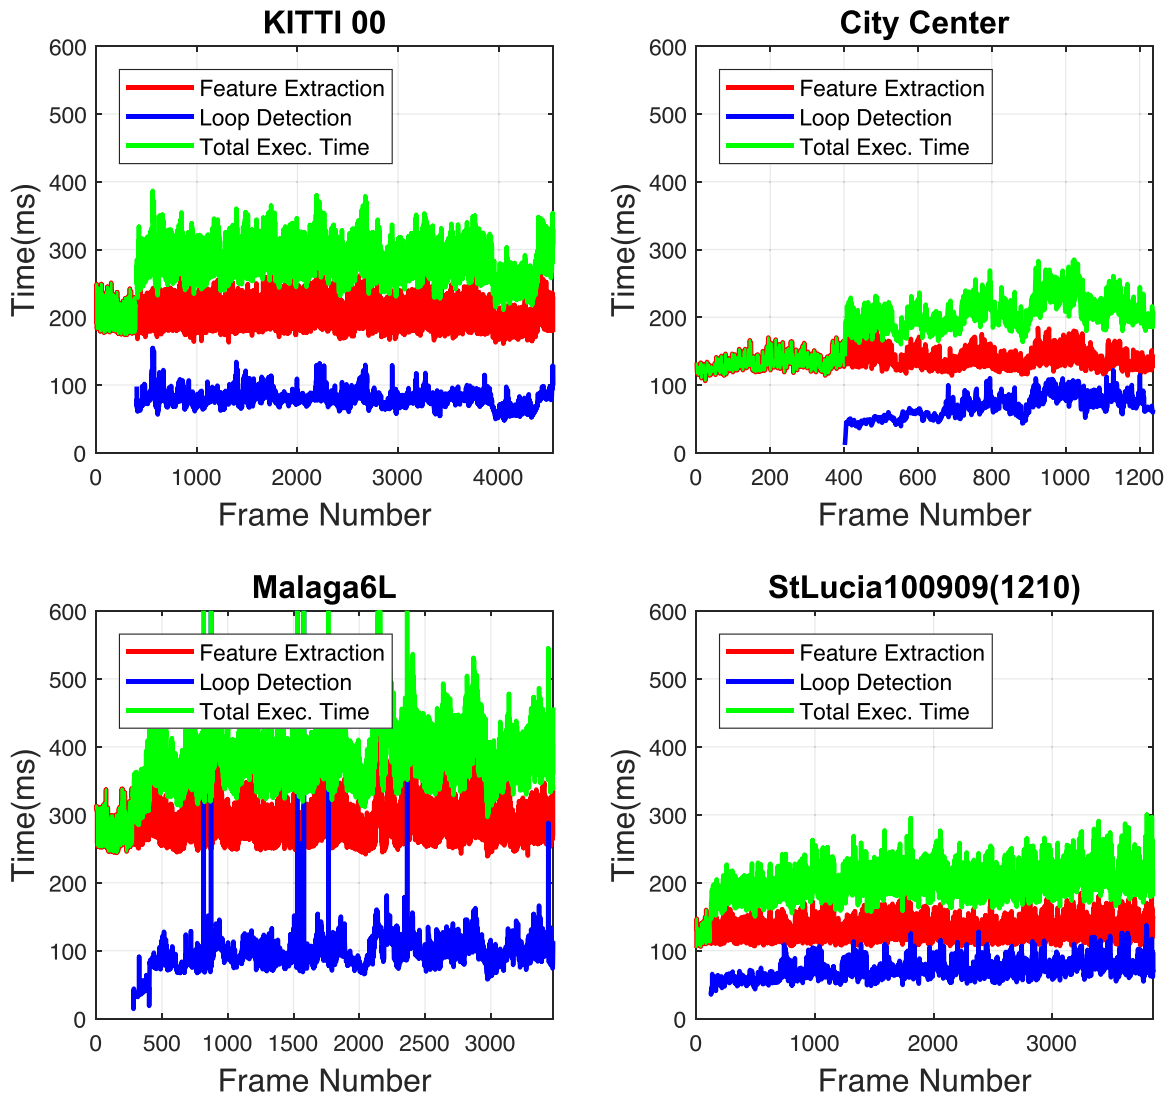 KITTI 00
600
500
400
300
200
100
0
Time(ms)
Feature Extraction
Loop Detection
Total Exec. Time
0 1000 2000 3000 4000
Frame Number
City Center
600
500
400
300
200
100
0
Time(ms)
Feature Extraction
Loop Detection
Total Exec. Time
0 200 400 600 800 1000 1200
Frame Number
Malaga6L
600
500
400
300
200
100
0
Time(ms)
Feature Extraction
Loop Detection
Total Exec. Time
0 500 1000 1500 2000 2500 3000
Frame Number
StLucia100909(1210)
600
500
400
300
200
100
0
Time(ms)
Feature Extraction
Loop Detection
Total Exec. Time
0 1000 2000 3000
Frame Number